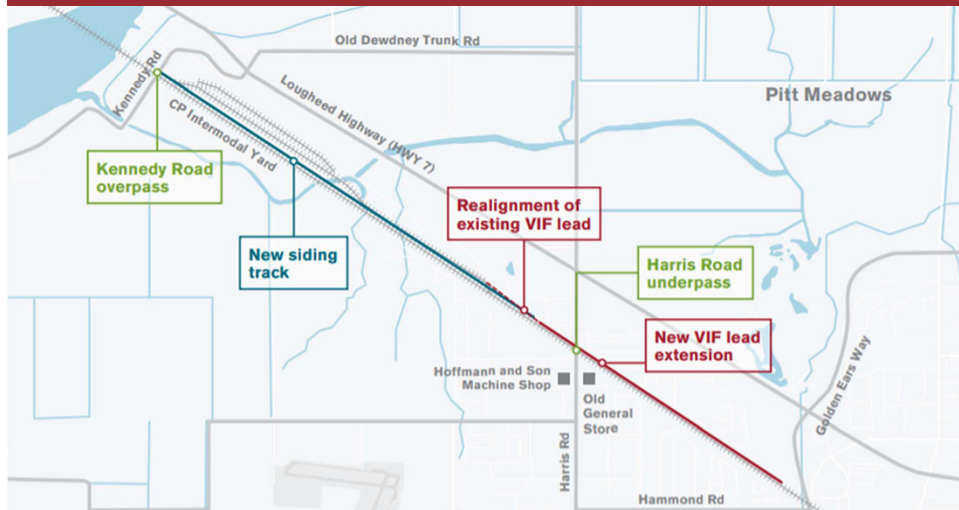 Old Dewdney Trunk Rd
Kennedy Rd
Lougheed Highway (HWY 7)
Pitt Meadows
CP Intermodal Yard
Kennedy Road
overpass
Realignment of
existing VIF lead
New siding
track
Harris Road
underpass
New VIF lead
extension
Golden Ears Way
Hoffmann and Son
Machine Shop
Old
General
Store
Harris Rd
Hammond Rd